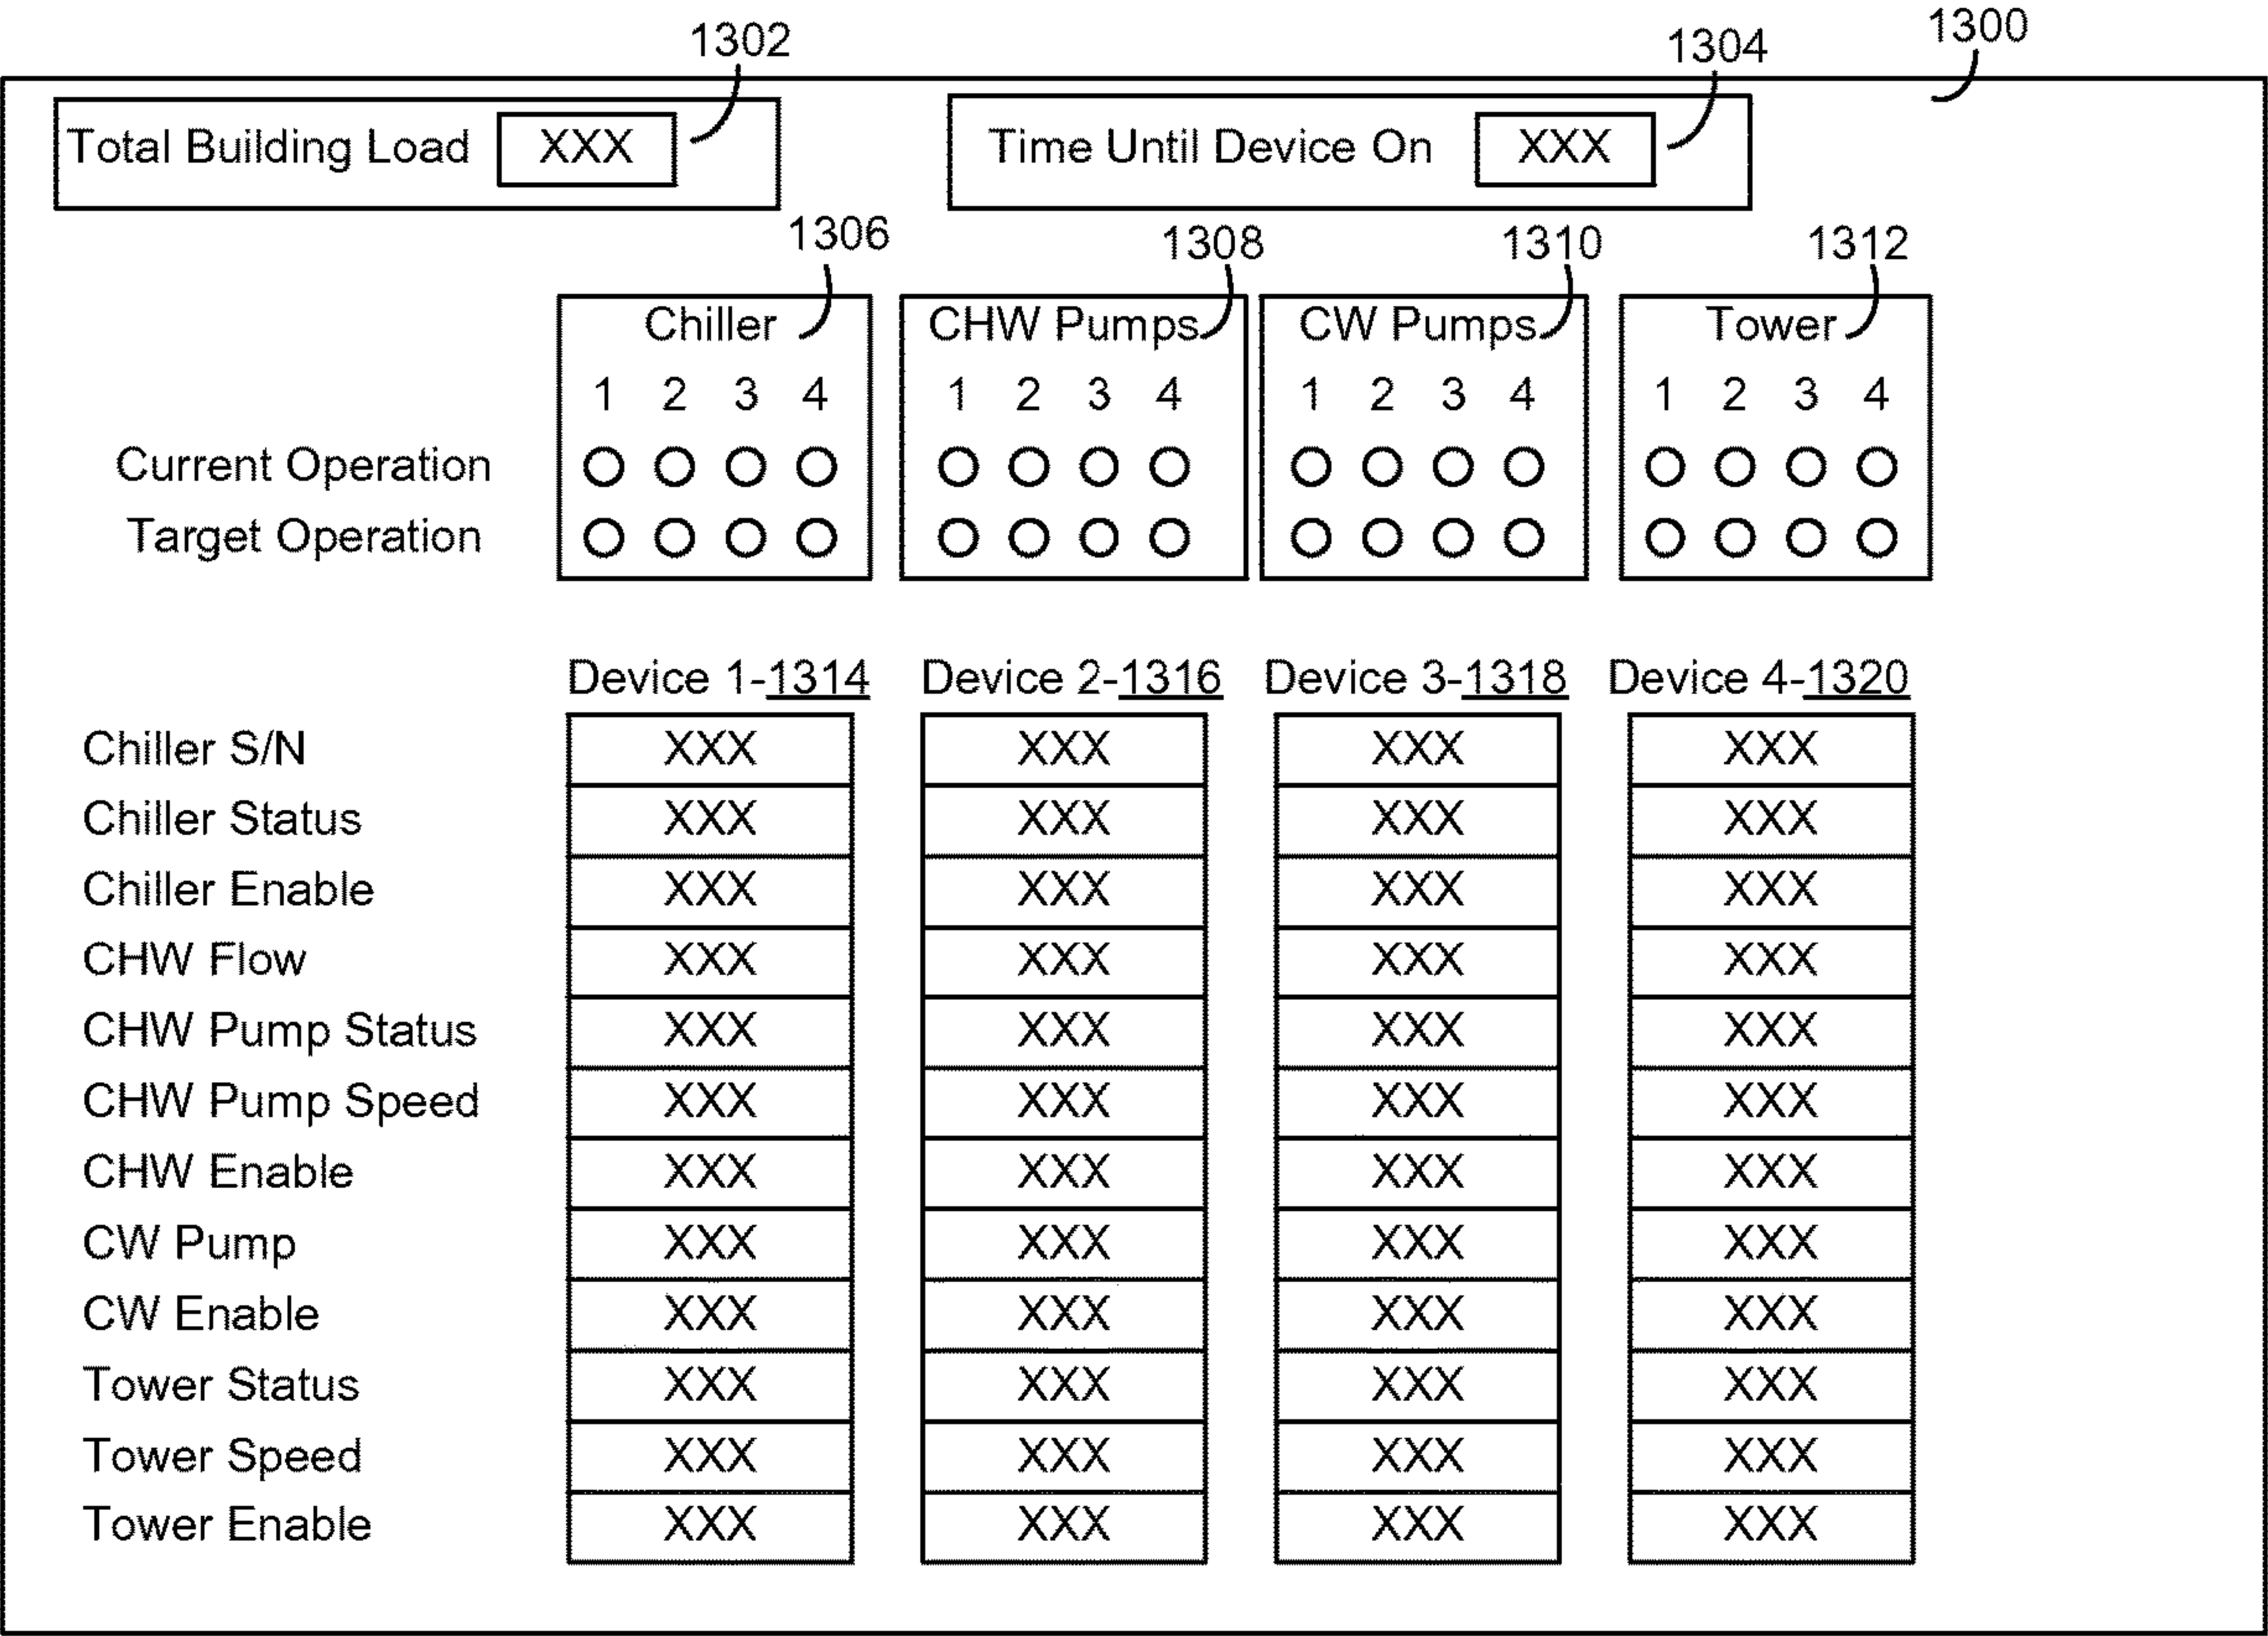 1302 1304 1300
Total Building Load XXX Time Until Device On XXX
1306 1308 1310 1312
Chiller CHW Pumps CW Pumps Tower
1 2 3 4 1 2 3 4 1 2 3 4 1 2 3 4
Current Operation
Target Operation
Device 1-1314 Device 2-1316 Device 3-1318 Device 4-1320
Chiller S/N XXX XXX XXX XXX
Chiller Status XXX XXX XXX XXX
Chiller Enable XXX XXX XXX XXX
CHW Flow XXX XXX XXX XXX
CHW Pump Status XXX XXX XXX XXX
CHW Pump Speed XXX XXX XXX XXX
CHW Enable XXX XXX XXX XXX
CW Pump XXX XXX XXX XXX
CW Enable XXX XXX XXX XXX
Tower Status XXX XXX XXX XXX
Tower Speed XXX XXX XXX XXX
Tower Enable XXX XXX XXX XXX